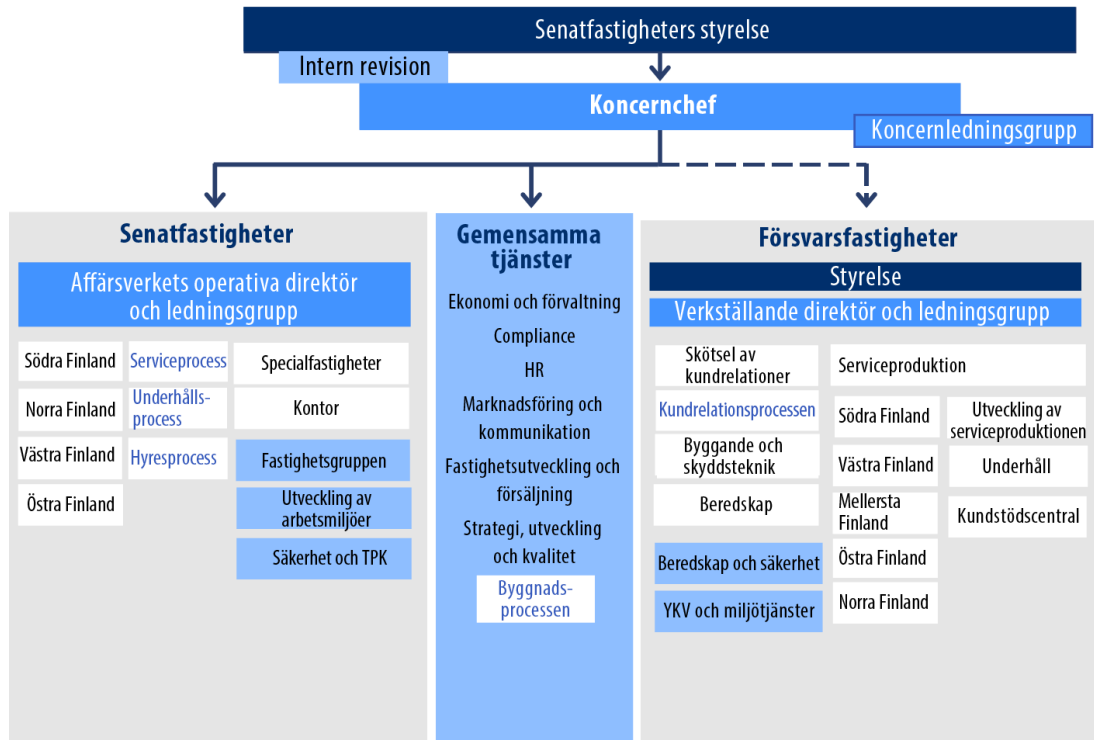 Senatfastigheters styrelse
Intern revision
Koncernchef
Koncernledningsgrupp
Senatfastigheter
Affärsverkets operativa direktör
och ledningsgrupp
Södra Finland
Norra Finland
Västra Finland
Östra Finland
Serviceprocess
Underhålls-
process
Hyresprocess
Specialfastigheter
Kontor
Fastighetsgruppen
Utveckling av
arbetsmiljöer
Säkerhet och TPK
Gemensamma
tjänster
Ekonomi och förvaltning
Compliance
HR
Marknadsföring och
kommunikation
Fastighetsutveckling och
försäljning
Strategi, utveckling
och kvalitet
Byggnads-
processen
Försvarsfastigheter
Styrelse
Verkställande direktör och ledningsgrupp
Skötsel av
kundrelationer
Kundrelationsprocessen
Byggande och
skyddsteknik
Beredskap
Beredskap och säkerhet
YKV och miljötjänster
Serviceproduktion
Södra Finland
Västra Finland
Mellersta
Finland
Östra Finland
Norra Finland
Utveckling av
serviceproduktionen
Underhåll
Kundstödscentral